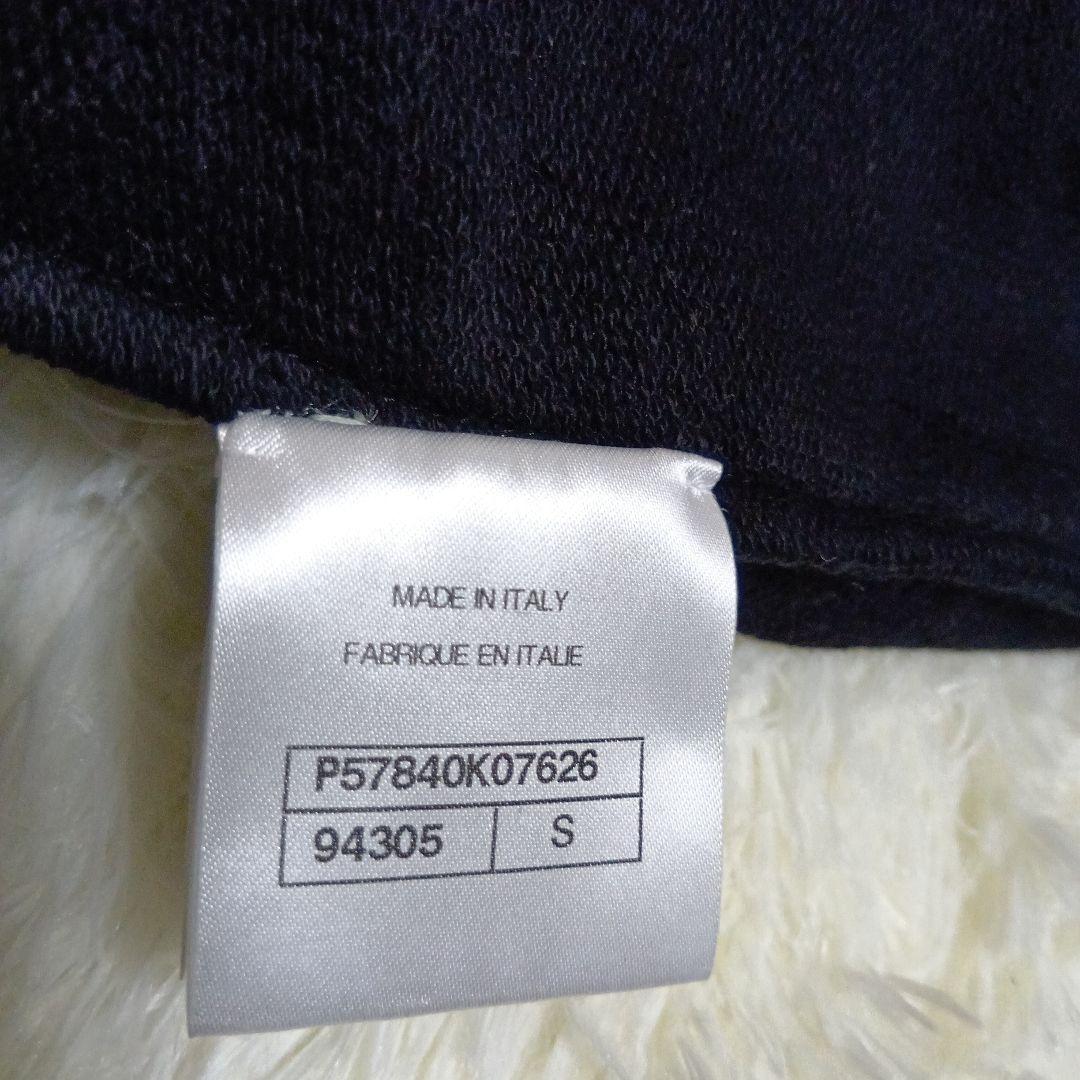 MADE IN ITALY
FABRIQUE EN ITALIE
P57840K07626
94305 S